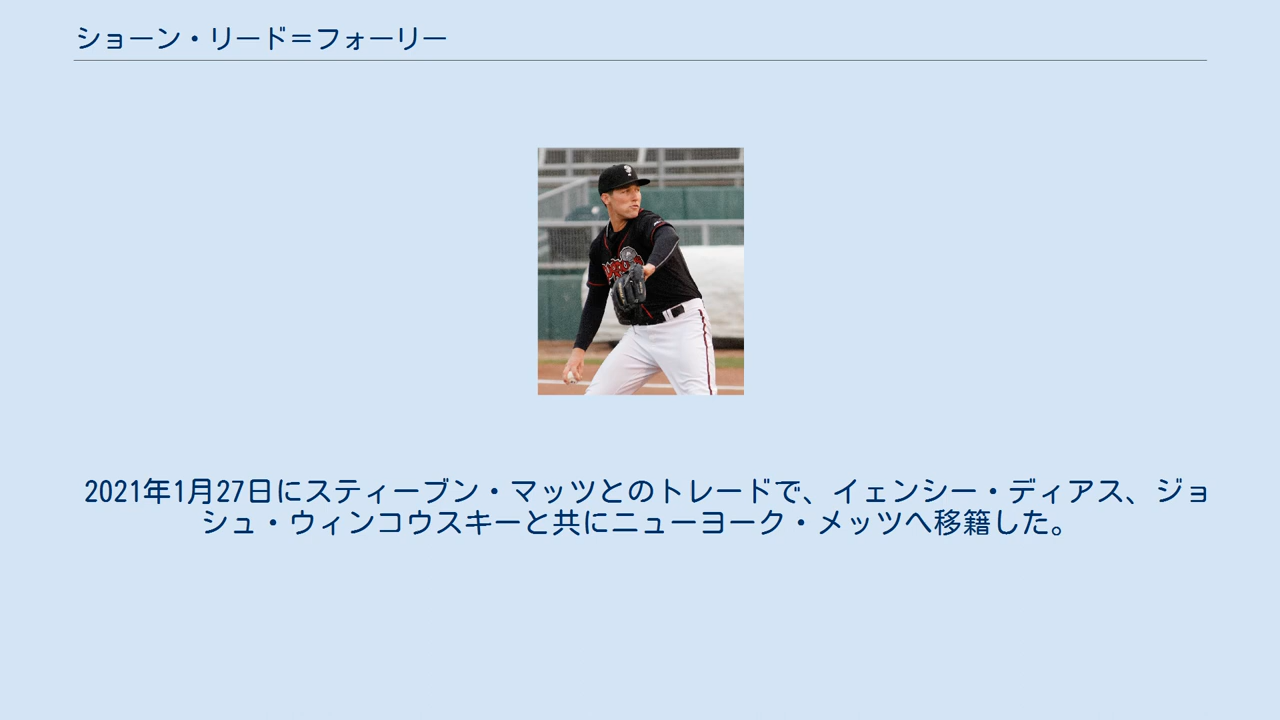 ショーン・リード＝フォーリー
2021年1月27日にスティーブン・マッツとのトレードで、イェンシー・ディアス、ジョ
シュ・ウィンコウスキーと共にニューヨーク・メッツへ移籍した。